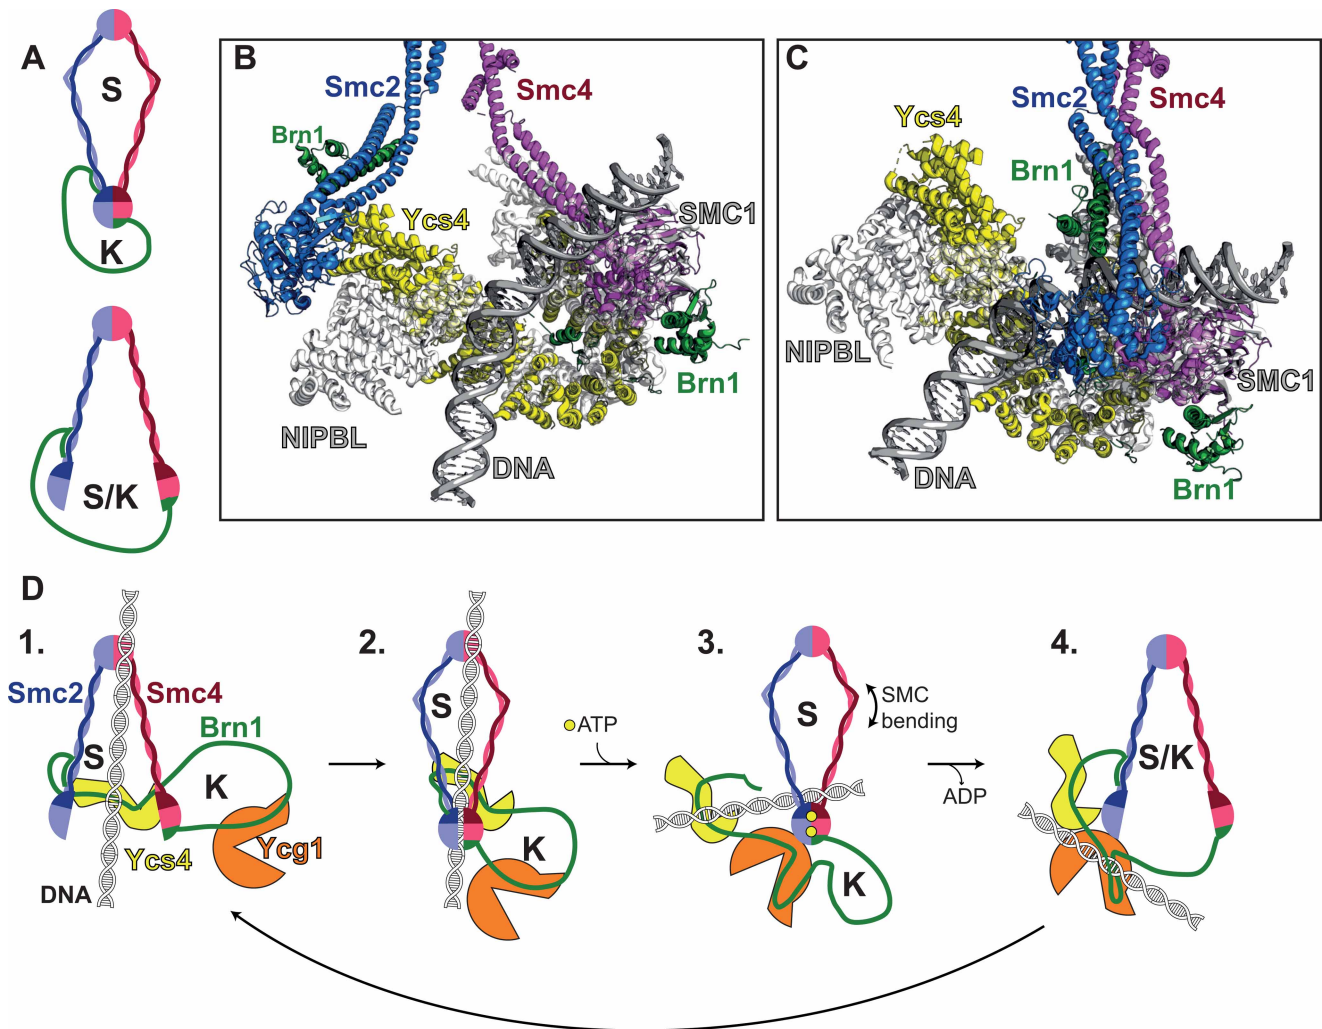 A
S
K
S/K
B
Smc2
Smc4
Brn1
Ycs4
SMC1
NIPBL
DNA
Brn1
C
Smc2
Smc4
Ycs4
Brn1
NIPBL
SMC1
DNA
Brn1
D
1.
Smc2
Smc4
Brn1
S
K
Ycs4
Ycg1
DNA
2.
S
K
ATP
3.
S
SMC
bending
K
ADP
4.
S/K